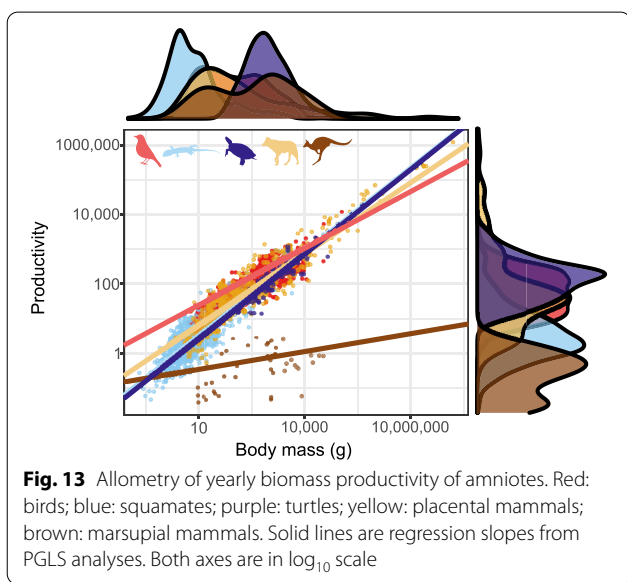 1000,000
10,000
100
1
Productivity
10
10,000
10,000,000
Body mass (g)
Fig. 13 Allometry of yearly biomass productivity of amniotes. Red:
birds; blue: squamates; purple: turtles; yellow: placental mammals;
brown: marsupial mammals. Solid lines are regression slopes from
PGLS analyses. Both axes are in log10 scale